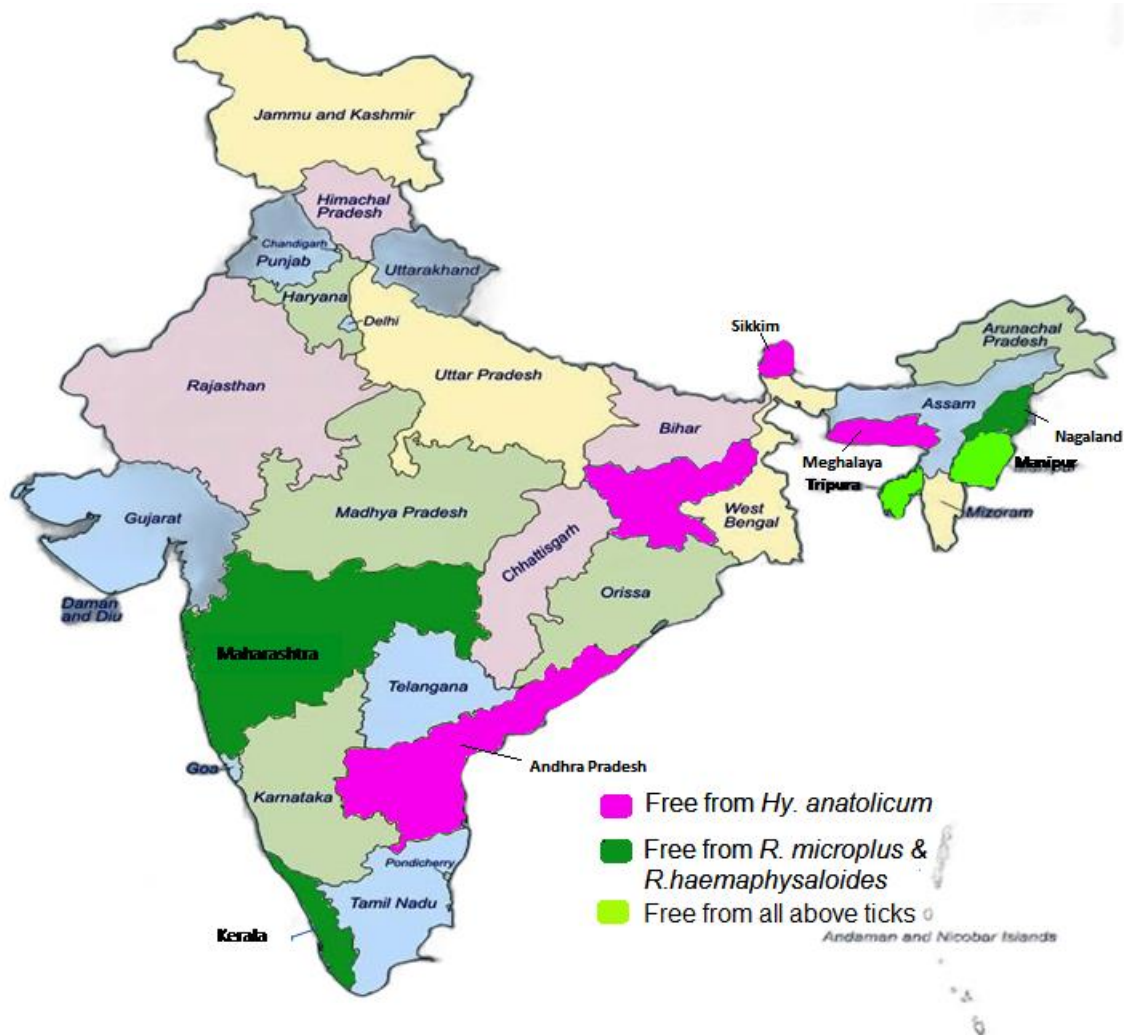 Jammu and Kashmir
Himachal
Pradesh
Chandigarh
Punjab
Uttarakhand
Haryana
Delhi
Sikkim
Arunachal
Pradesh
Rajasthan
Uttar Pradesh
Assam
Bihar
Nagaland
Meghalaya
Manipur
Tripura
Gujarat
Madhya Pradesh
West
Bengal
Mizoram
Chhattisgarh
Orissa
Daman
and Diu
Maharashtra
Telangana
Goa
Andhra Pradesh
Karnataka
Free from Hy. anatolicum
Free from R. microplus &
R.haemaphysaloides
Free from all above ticks
Pondicherry
Tamil Nadu
Kerala
Andaman and Nicobar Islands